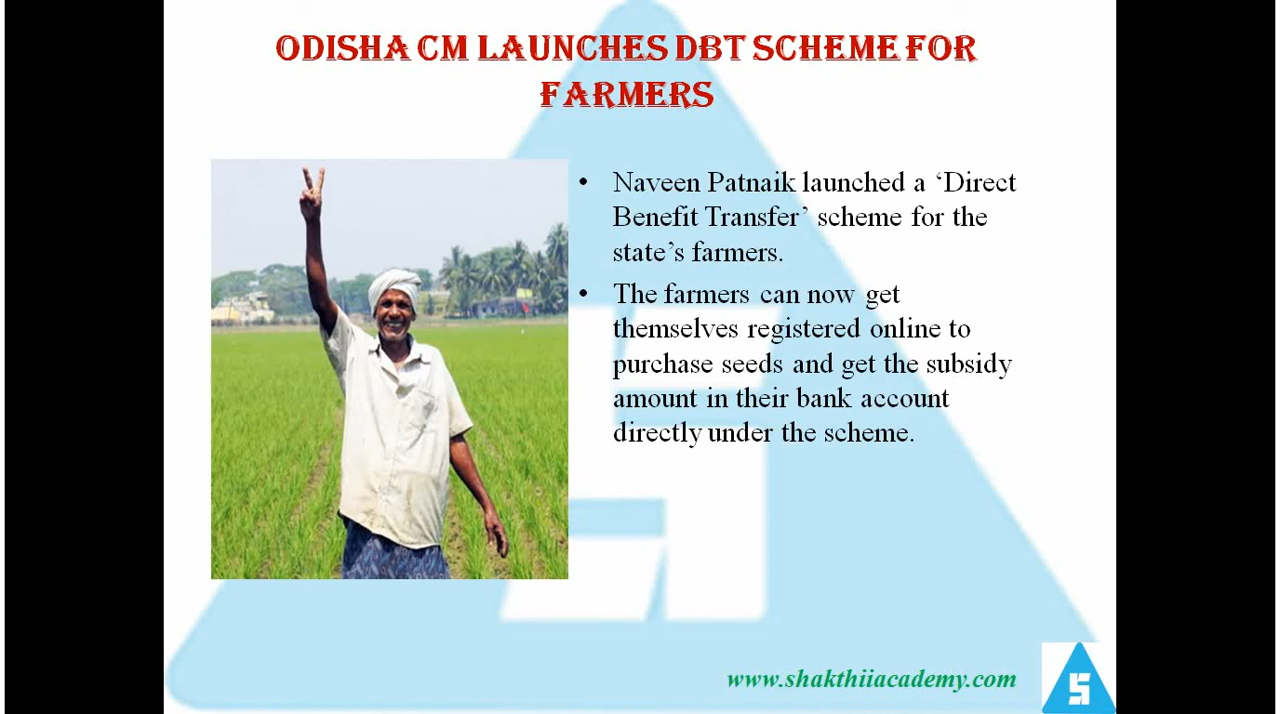 ODISHA CM LAUNCHES DBT SCHEME FOR
FARMERS
• Naveen Patnaik launched a ‘Direct
Benefit Transfer’ scheme for the
state’s farmers.
• The farmers can now get
themselves registered online to
purchase seeds and get the subsidy
amount in their bank account
directly under the scheme.
www.shakthiiacademy.com
S